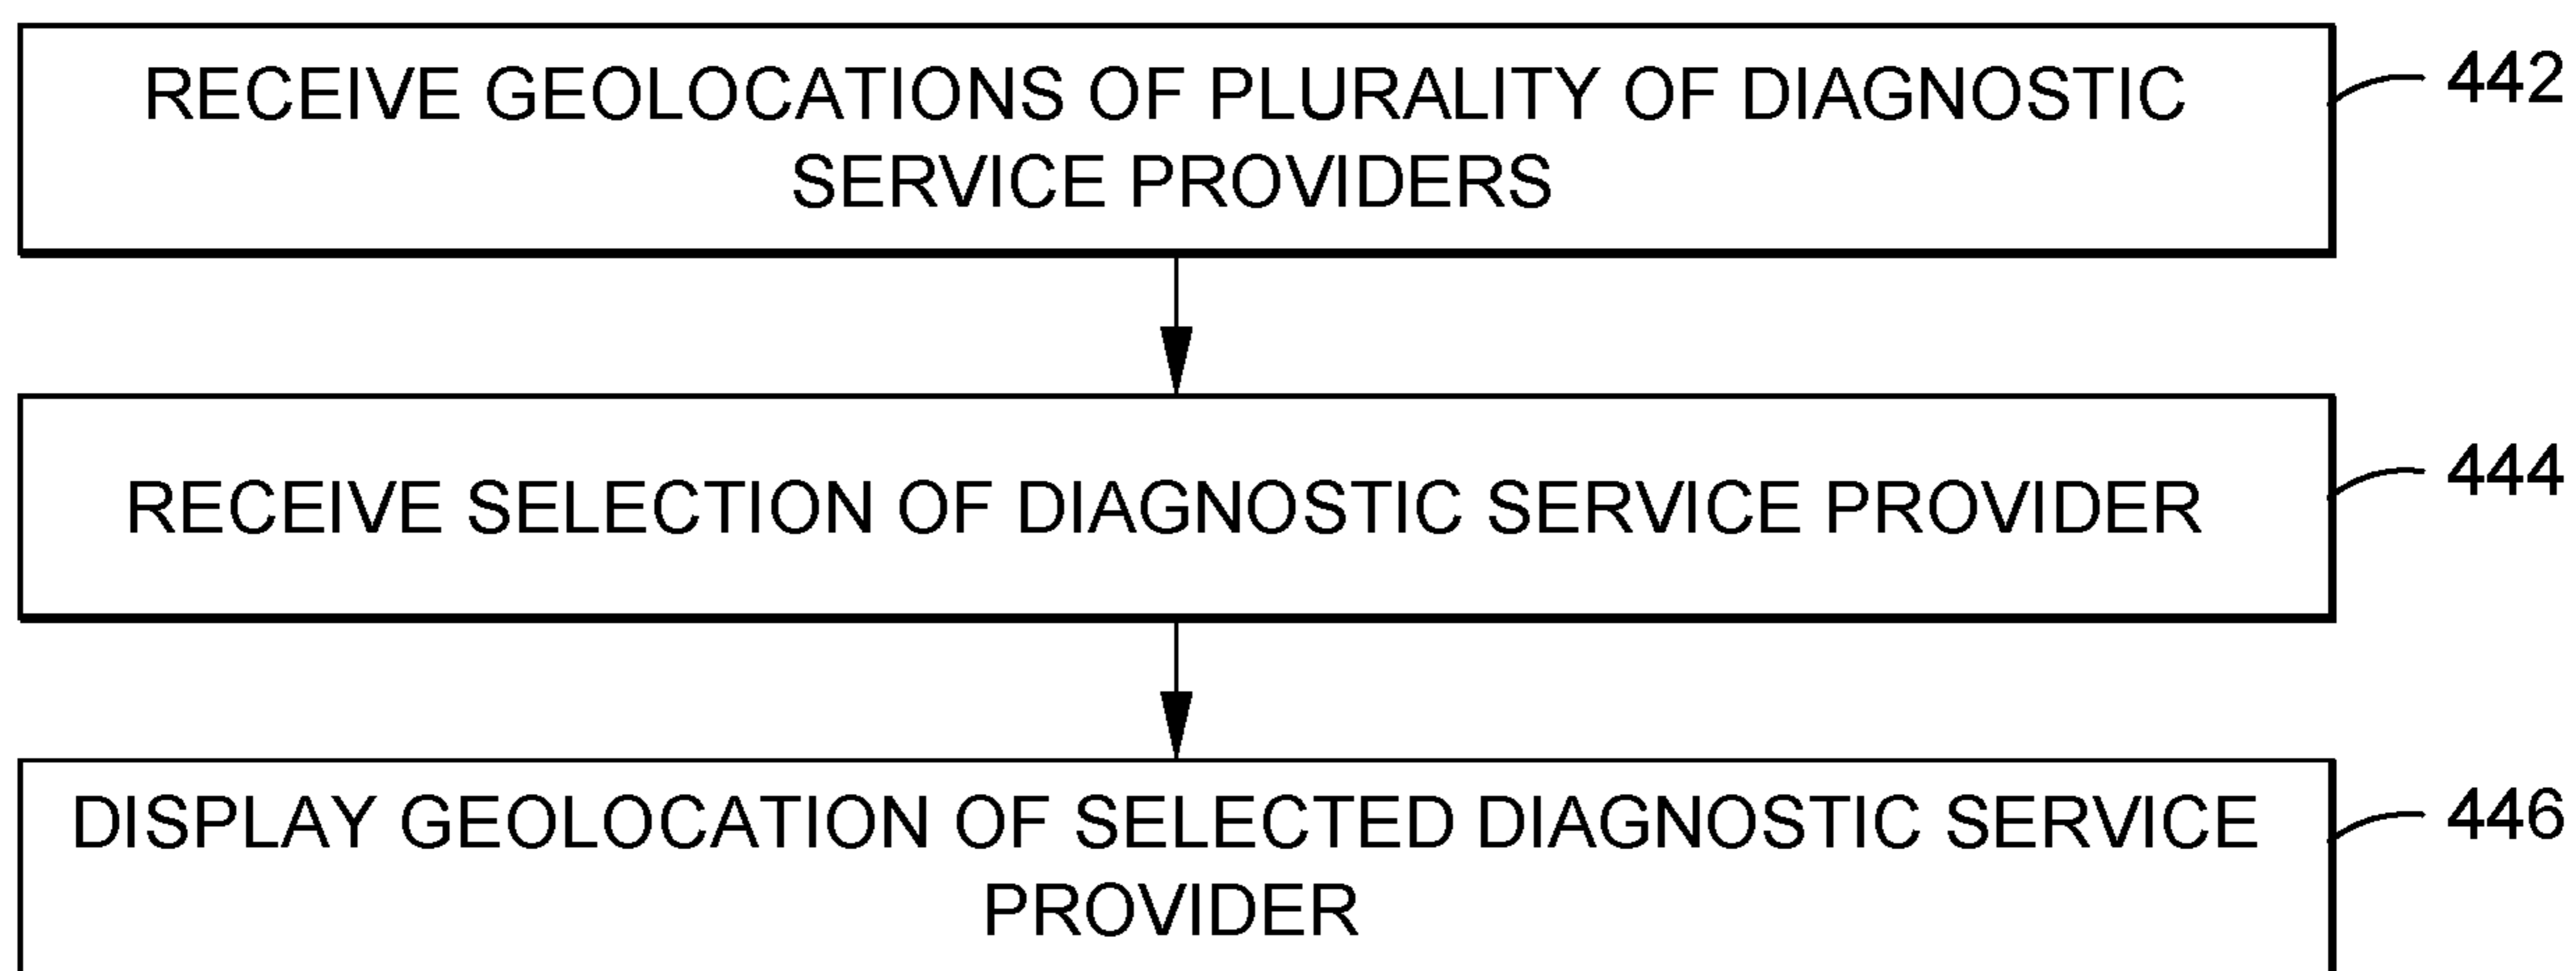 RECEIVE GEOLOCATIONS OF PLURALITY OF DIAGNOSTIC
SERVICE PROVIDERS
442
RECEIVE SELECTION OF DIAGNOSTIC SERVICE PROVIDER
444
DISPLAY GEOLOCATION OF SELECTED DIAGNOSTIC SERVICE
PROVIDER
446